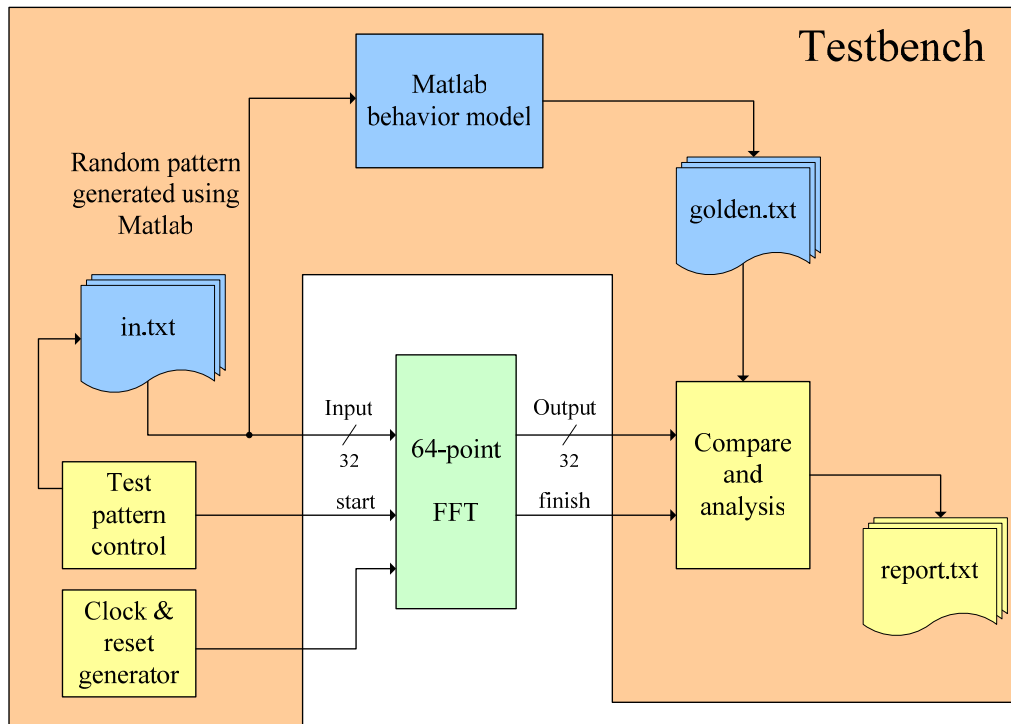 Testbench
Matlab
behavior model
Random pattern
generated using
Matlab
golden.txt
in.txt
Input
32
Output
32
64-point
FFT
Compare
and
analysis
Test
pattern
control
start
finish
report.txt
Clock &
reset
generator